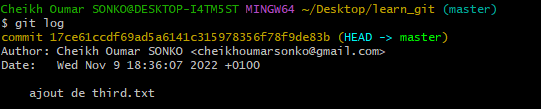 Cheikh Oumar SONKO@DESKTOP-I4TM5ST MINGW64 ~/Desktop/learn_git (master)
$ git log
commit 17ce61ccdf69ad5a6141c315978356f78f9de83b (HEAD -> master)
Author: Cheikh Oumar SONKO <cheikhoumarsonko@gmail.com>
Date:   Wed Nov 9 18:36:07 2022 +0100
ajout de third.txt